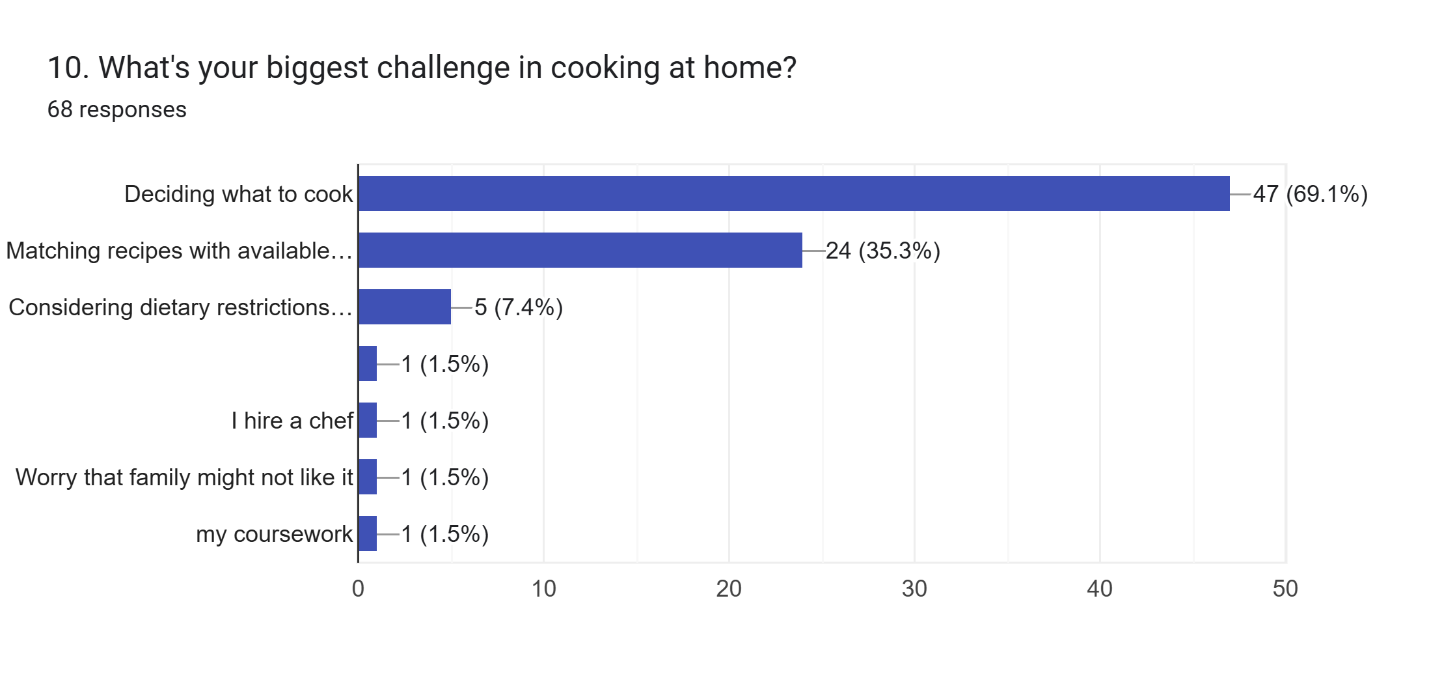 10. What's your biggest challenge in cooking at home?
68 responses
Deciding what to cook 47 (69.1%)
Matching recipes with available… 24 (35.3%)
Considering dietary restrictions… 5 (7.4%)
1 (1.5%)
I hire a chef 1 (1.5%)
Worry that family might not like it 1 (1.5%)
my coursework 1 (1.5%)
0 10 20 30 40 50